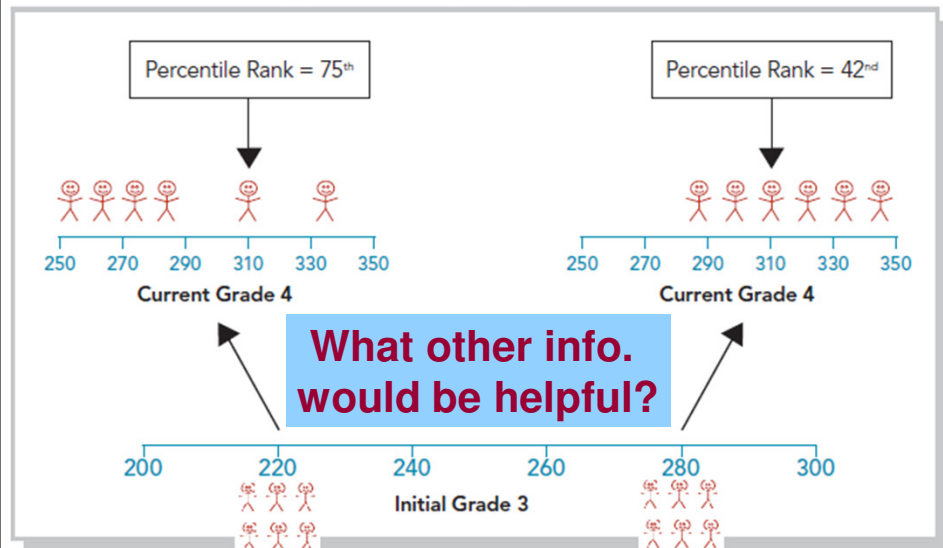 Percentile Rank = 75th
Percentile Rank = 42nd
250 270 290 310 330 350
250 270 290 310 330 350
Current Grade 4
Current Grade 4
What other info.
would be helpful?
200 220 240 260 280 300
Initial Grade 3